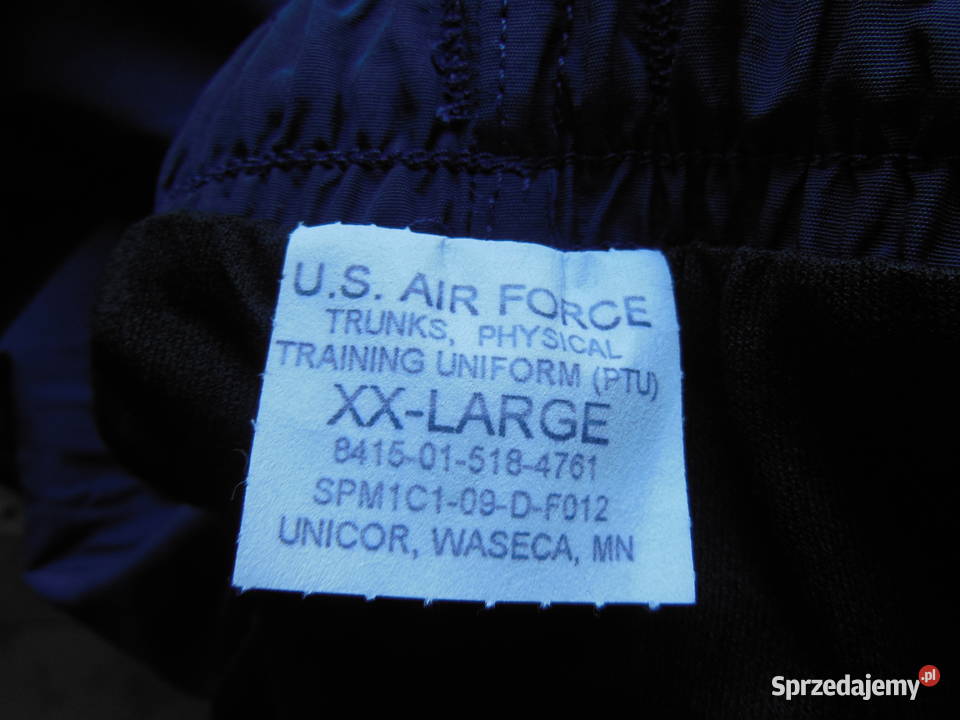 U.S. AIR FORCE
TRUNKS, PHYSICAL
TRAINING UNIFORM (PTU)
XX-LARGE
8415-01-518-4761
SPM1C1-09-D-F012
UNICOR, WASECA, MN
Sprzedajemy.pl